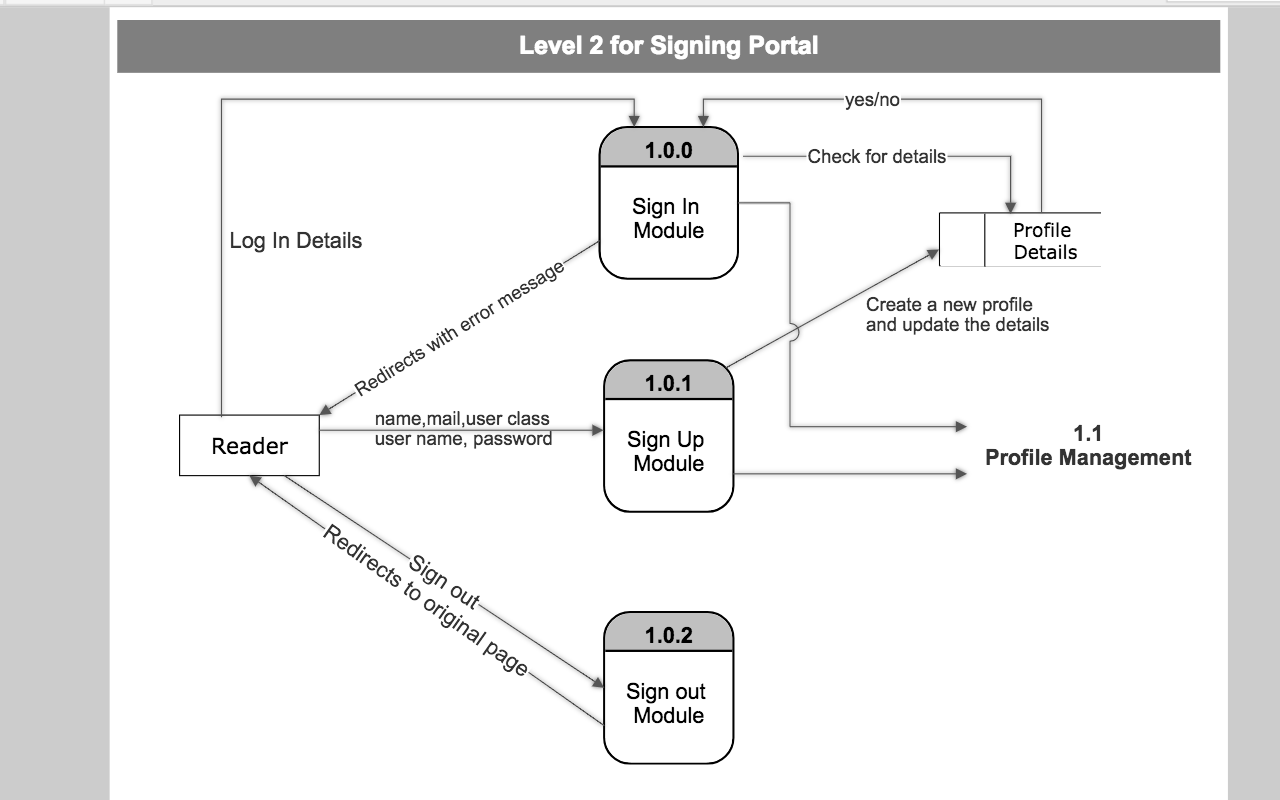 Level 2 for Signing Portal
yes/no
1.0.0
Check for details
Sign In
Module
Profile
Details
Log In Details
Redirects with error message
Create a new profile
and update the details
1.0.1
name,mail,user class
user name, password
Sign Up
Module
Reader
1.1
Profile Management
Sign out
Redirects to original page
1.0.2
Sign out
Module